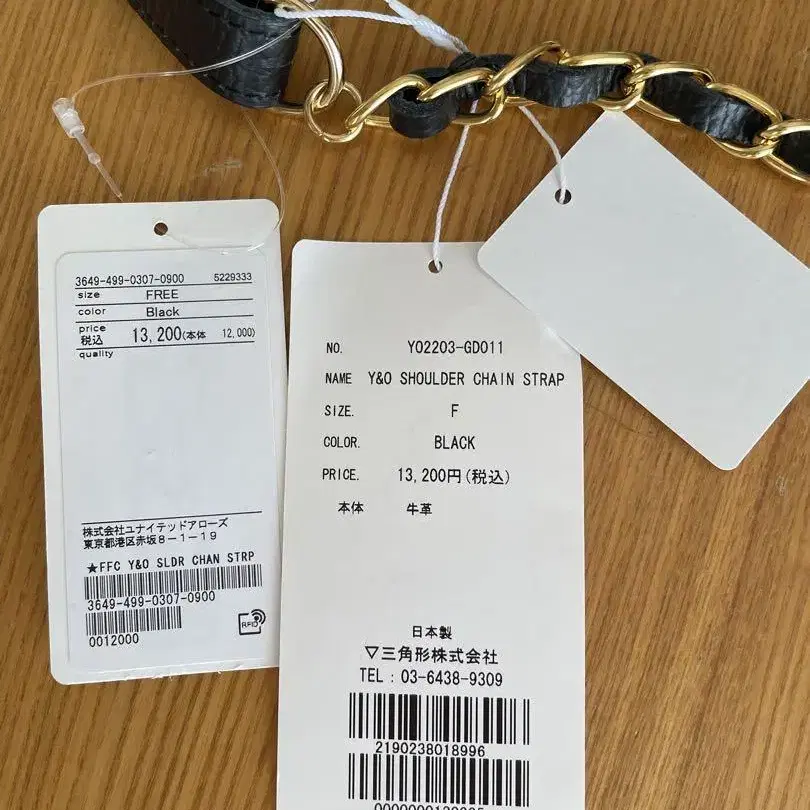 3649-499-0307-0900 5229333
size FREE
color Black
price 税込 13,200(本体 12,000)
quality
株式会社ユナイテッドアローズ
東京都港区赤坂8-1-19
★FFC Y&O SLDR CHAN STRP
3649-499-0307-0900
0012000
RFID
NO. Y02203-GD011
NAME Y&O SHOULDER CHAIN STRAP
SIZE. F
COLOR. BLACK
PRICE. 13,200円(税込)
本体 牛革
日本製
▽三角形株式会社
TEL : 03-6438-9309
2190238018996